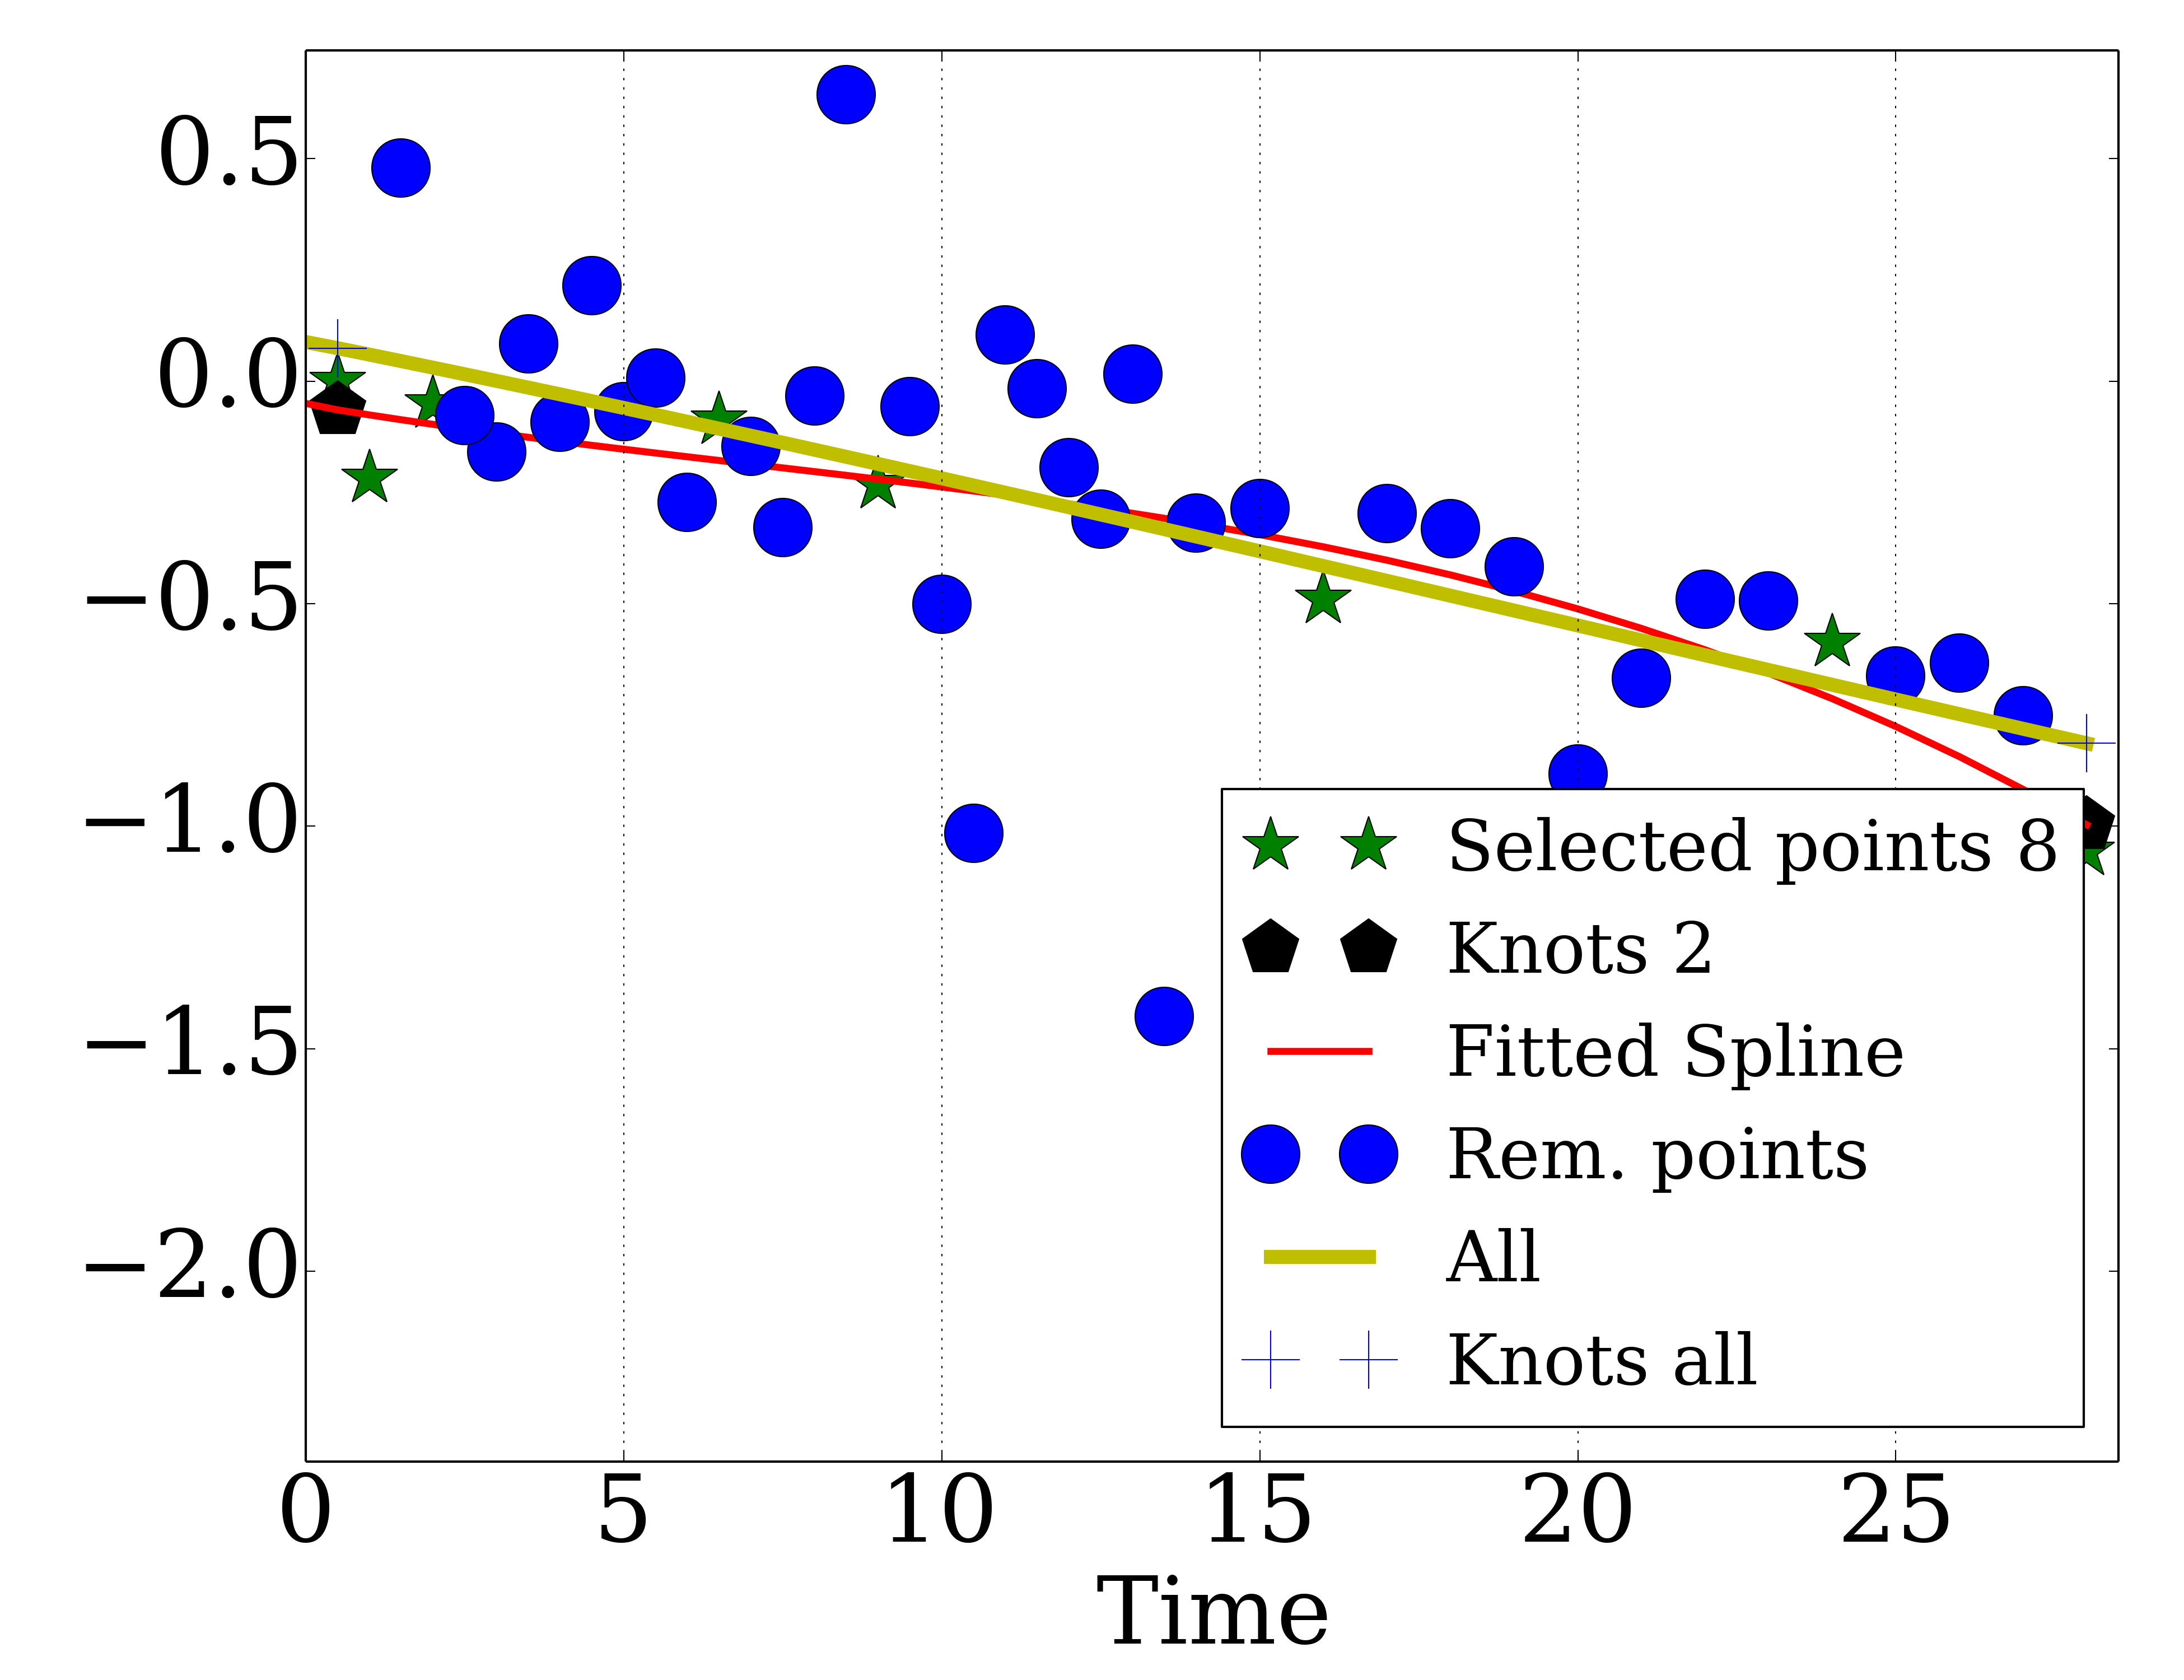 0.5
0.0
−0.5
−1.0
−1.5
−2.0
Selected points 8
Knots 2
Fitted Spline
Rem. points
All
Knots all
0 5 10 15 20 25
Time